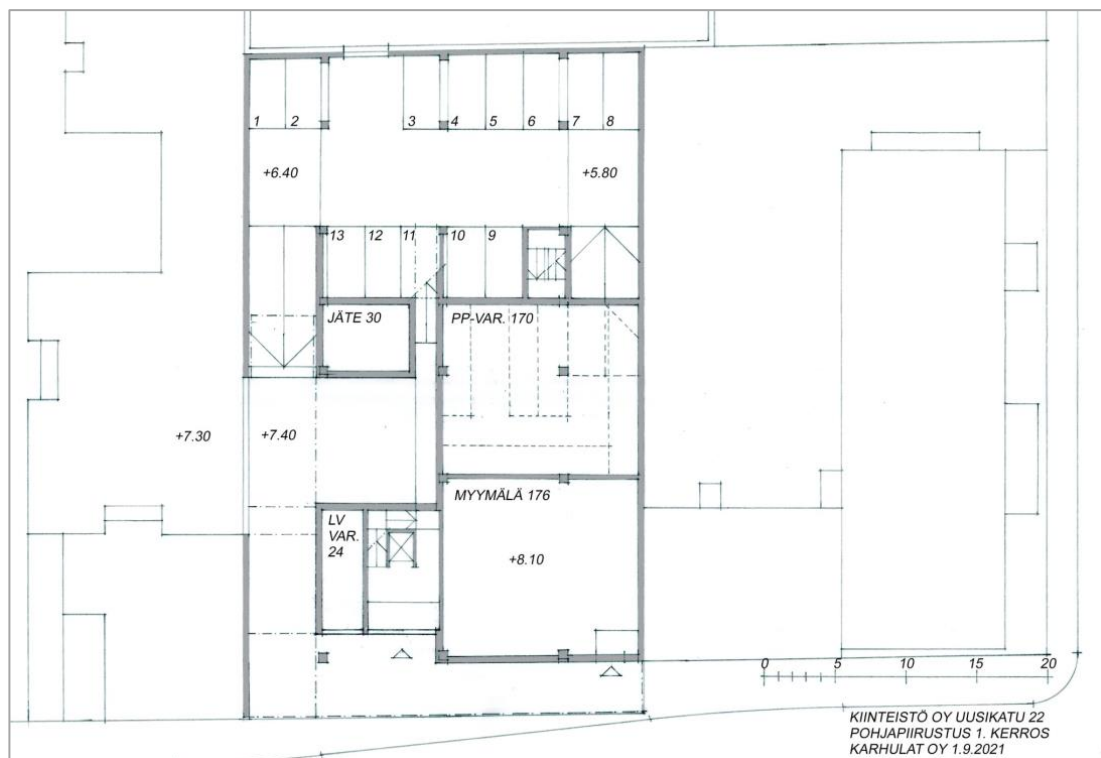 1 2 3 4 5 6 7 8
+6.40 +5.80
13 12 11 10 9
JÄTE 30 PP-VAR. 170
+7.30 +7.40
MYYMÄLÄ 176
LV
VAR.
24
+8.10
0 5 10 15 20
KIINTEISTÖ OY UUSIKATU 22
POHJAPIIRUSTUS 1. KERROS
KARHULAT OY 1.9.2021